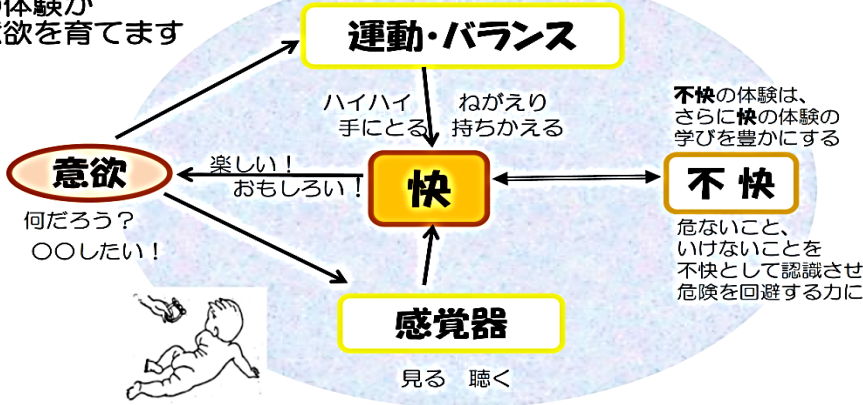 体験が
意欲を育てます
運動・バランス
ハイハイ ねがえり
手にとる 持ちかえる
不快の体験は、
さらに快の体験の
学びを豊かにする
意欲
楽しい！
おもしろい！
快
不快
何だろう？
〇〇したい！
危ないこと、
いけないことを
不快として認識させ
危険を回避する力に
感覚器
見る 聴く